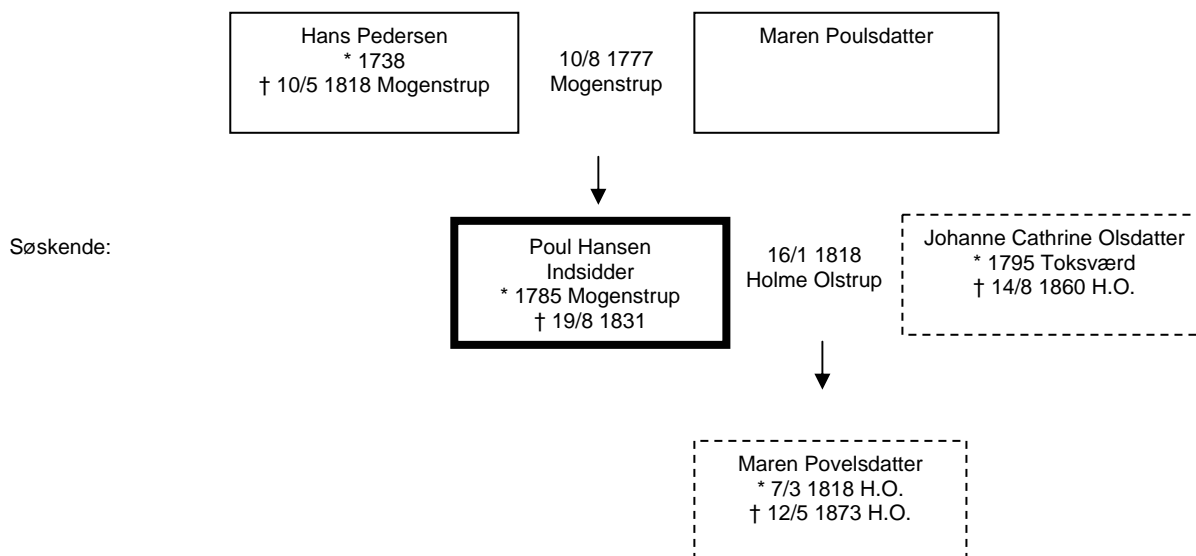 Hans Pedersen
* 1738
† 10/5 1818 Mogenstrup
10/8 1777
Mogenstrup
Maren Poulsdatter
Søskende:
Poul Hansen
Indsidder
* 1785 Mogenstrup
† 19/8 1831
16/1 1818
Holme Olstrup
Johanne Cathrine Olsdatter
* 1795 Toksværd
† 14/8 1860 H.O.
Maren Povelsdatter
* 7/3 1818 H.O.
† 12/5 1873 H.O.